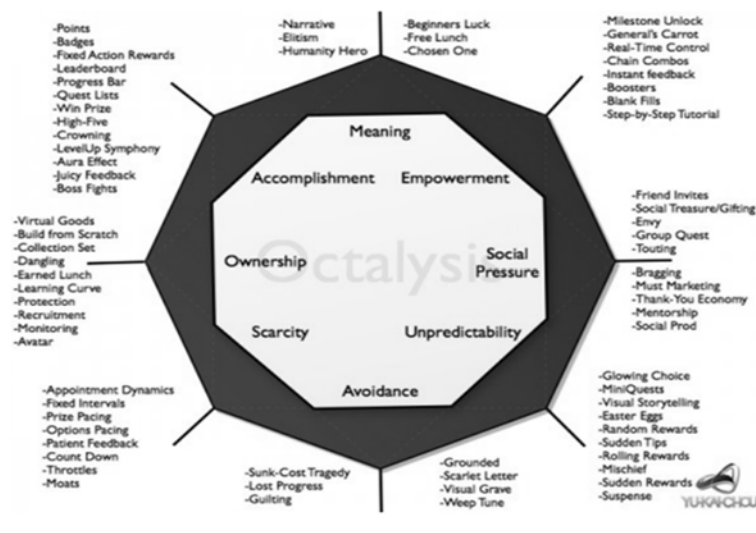 -Points
-Badges
-Fixed Action Rewards
-Leaderboard
-Progress Bar
-Quest Lists
-Win Prize
-High-Five
-Crowning
-LevelUp Symphony
-Aura Effect
-Juicy Feedback
-Boss Fights
-Narrative
-Elitism
-Humanity Hero
-Beginners Luck
-Free Lunch
-Chosen One
-Milestone Unlock
-General's Carrot
-Real-Time Control
-Chain Combos
-Instant feedback
-Boosters
-Blank Fills
-Step-by-Step Tutorial
Meaning
Accomplishment
Empowerment
Octalysis
Ownership
Social
Pressure
Scarcity
Unpredictability
Avoidance
-Virtual Goods
-Build from Scratch
-Collection Set
-Dangling
-Earned Lunch
-Learning Curve
-Protection
-Recruitment
-Monitoring
-Avatar
-Friend Invites
-Social Treasure/Gifting
-Envy
-Group Quest
-Touting
-Bragging
-Must Marketing
-Thank-You Economy
-Mentorship
-Social Prod
-Appointment Dynamics
-Fixed Intervals
-Prize Pacing
-Options Pacing
-Patient Feedback
-Count Down
-Throttles
-Moats
-Sunk-Cost Tragedy
-Lost Progress
-Guilting
-Grounded
-Scarlet Letter
-Visual Grave
-Weep Tune
-Glowing Choice
-MiniQuests
-Visual Storytelling
-Easter Eggs
-Random Rewards
-Sudden Tips
-Rolling Rewards
-Mischief
-Sudden Rewards
-Suspense
YU-KAI CHOU